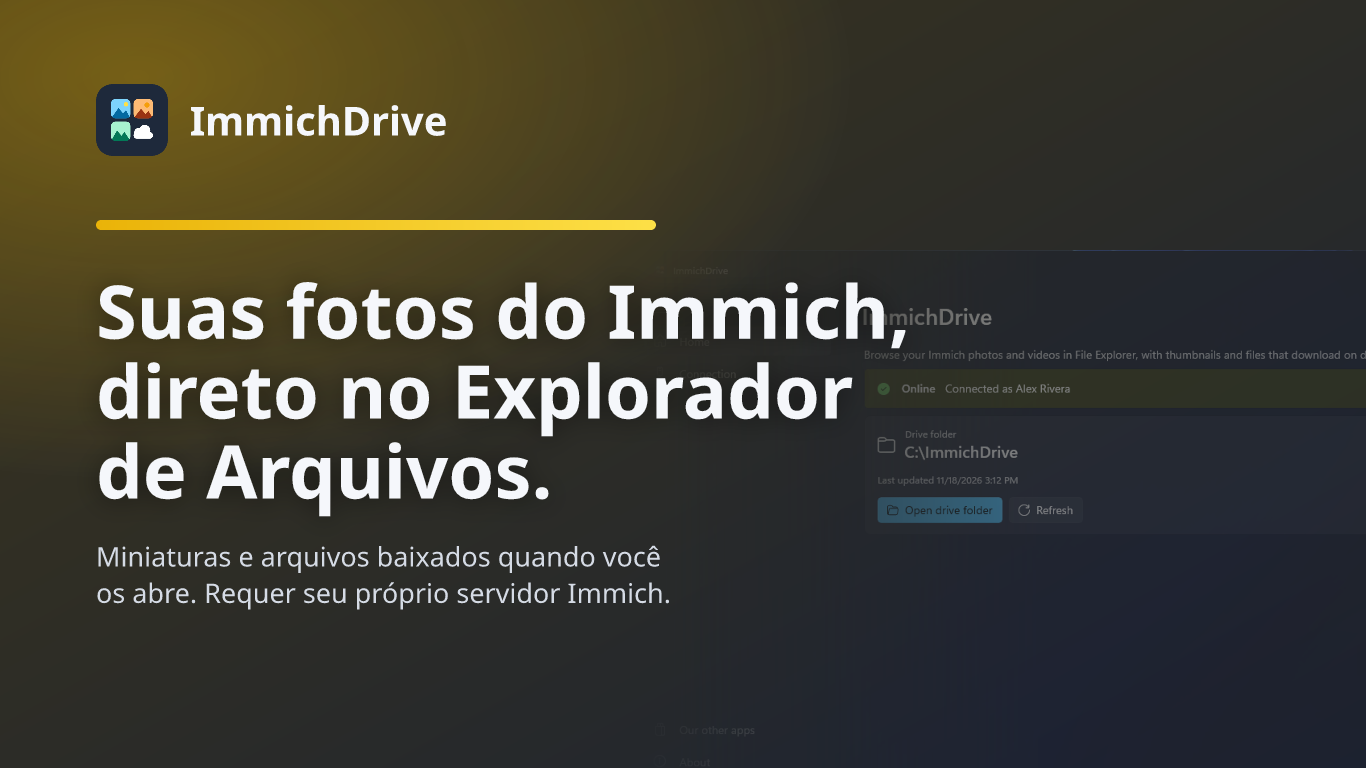 ImmichDrive
Suas fotos do Immich,
direto no Explorador
de Arquivos.
Miniaturas e arquivos baixados quando você
os abre. Requer seu próprio servidor Immich.
ImmichDrive
ImmichDrive
Browse your Immich photos and videos in File Explorer, with thumbnails and files that download on
Connection
Online Connected as Alex Rivera
Drive folder
C:\ImmichDrive
Last updated 11/18/2026 3:12 PM
Open drive folder Refresh
Our other apps
About